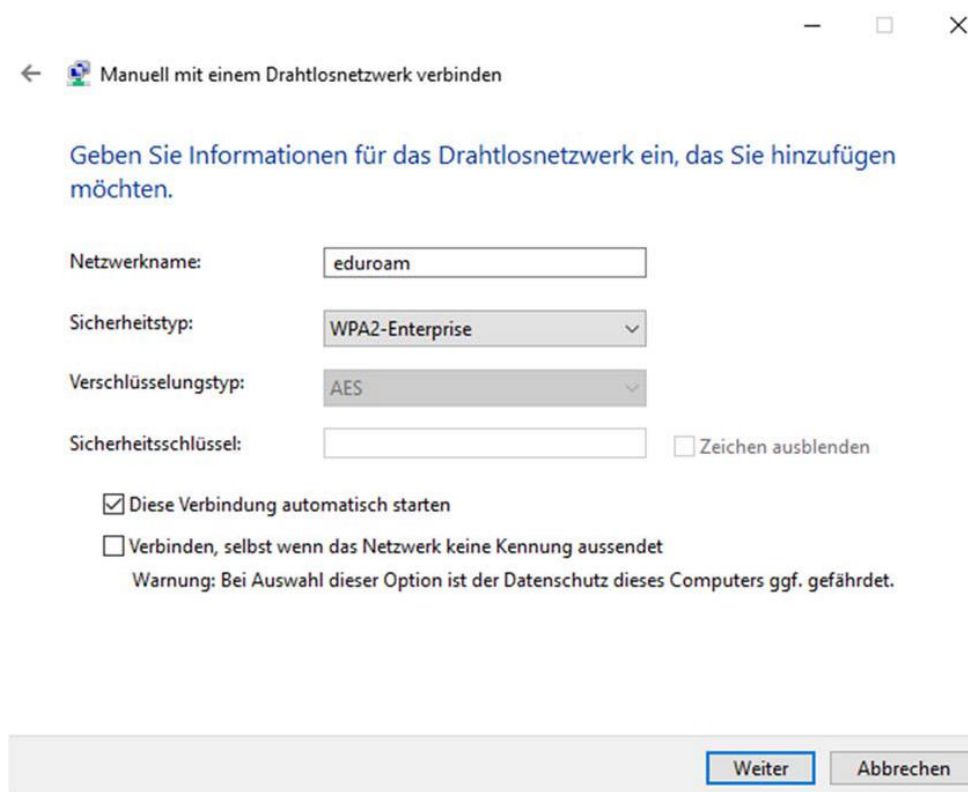 Manuell mit einem Drahtlosnetzwerk verbinden
Geben Sie Informationen für das Drahtlosnetzwerk ein, das Sie hinzufügen
möchten.
Netzwerkname: eduroam
Sicherheitstyp: WPA2-Enterprise
Verschlüsselungstyp: AES
Sicherheitsschlüssel: Zeichen ausblenden
Diese Verbindung automatisch starten
Verbinden, selbst wenn das Netzwerk keine Kennung aussendet
Warnung: Bei Auswahl dieser Option ist der Datenschutz dieses Computers ggf. gefährdet.
Weiter Abbrechen